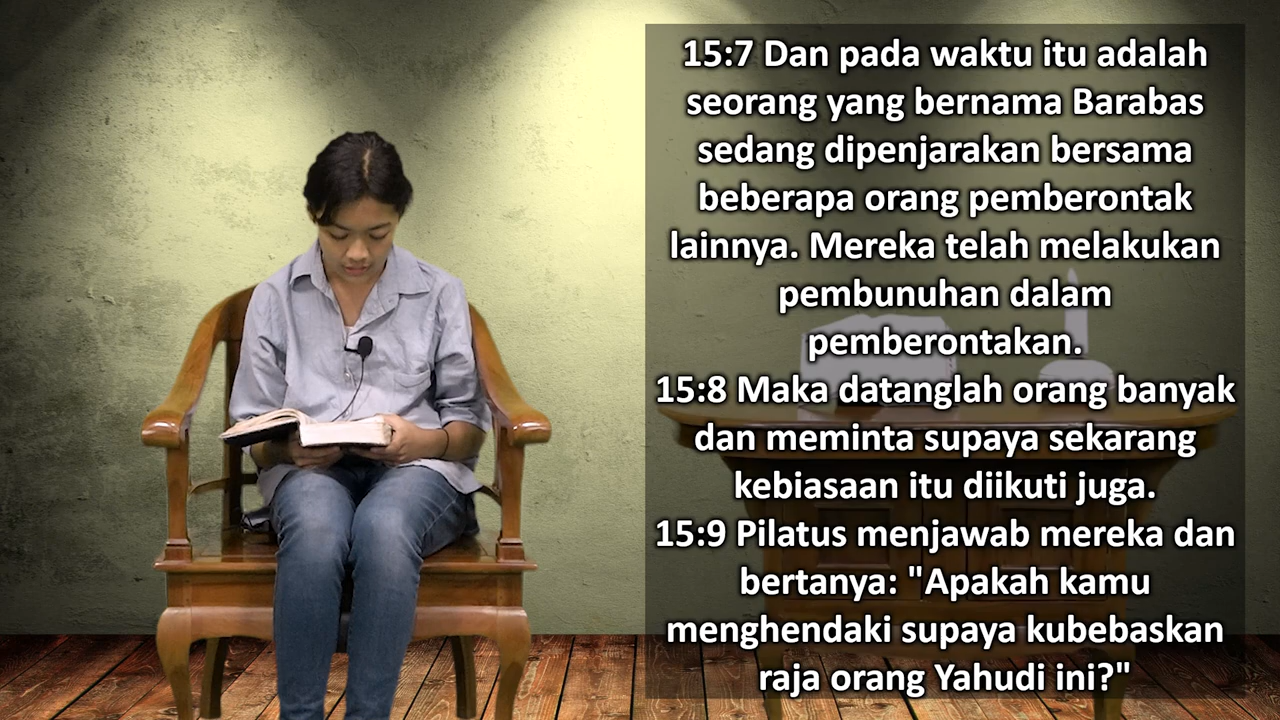 15:7 Dan pada waktu itu adalah
seorang yang bernama Barabas
sedang dipenjarakan bersama
beberapa orang pemberontak
lainnya. Mereka telah melakukan
pembunuhan dalam
pemberontakan.
15:8 Maka datanglah orang banyak
dan meminta supaya sekarang
kebiasaan itu diikuti juga.
15:9 Pilatus menjawab mereka dan
bertanya: "Apakah kamu
menghendaki supaya kubebaskan
raja orang Yahudi ini?"